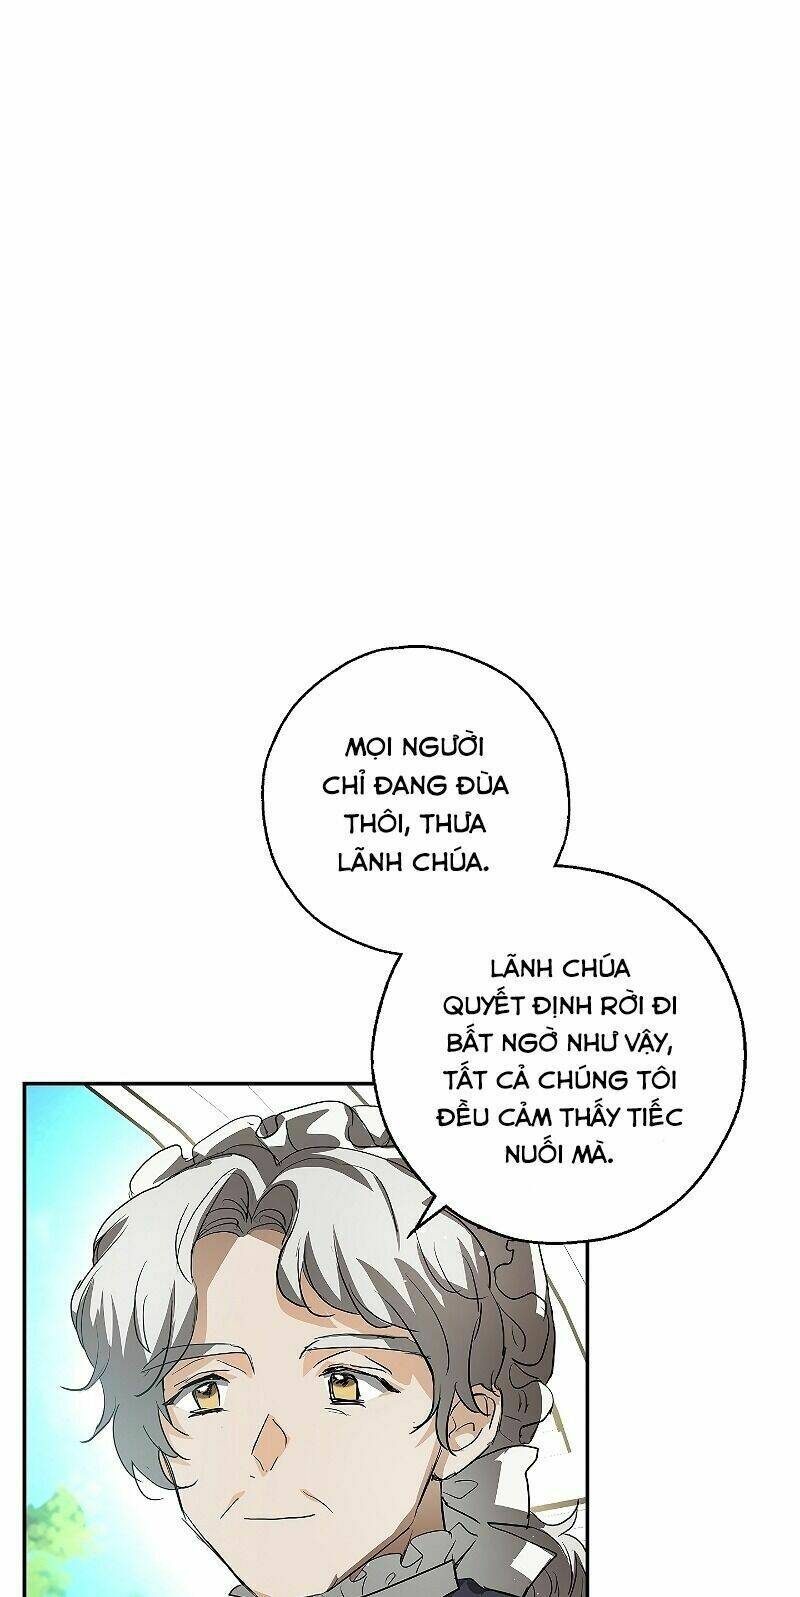 MỌI NGƯỜI
CHỈ ĐANG ĐÙA
THÔI, THƯA
LÃNH CHÚA.
LÃNH CHÚA
QUYẾT ĐỊNH RỜI ĐI
BẤT NGỜ NHƯ VẬY,
TẤT CẢ CHÚNG TÔI
ĐỀU CẢM THẤY TIẾC
NUỐI MÀ.